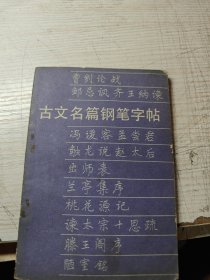 曹刿论战
邹忌讽齐王纳谏
古文名篇钢笔字帖
冯谖客孟尝君
触龙说赵太后
出师表
兰亭集序
桃花源记
谏太宗十思疏
滕王阁序
陋室铭